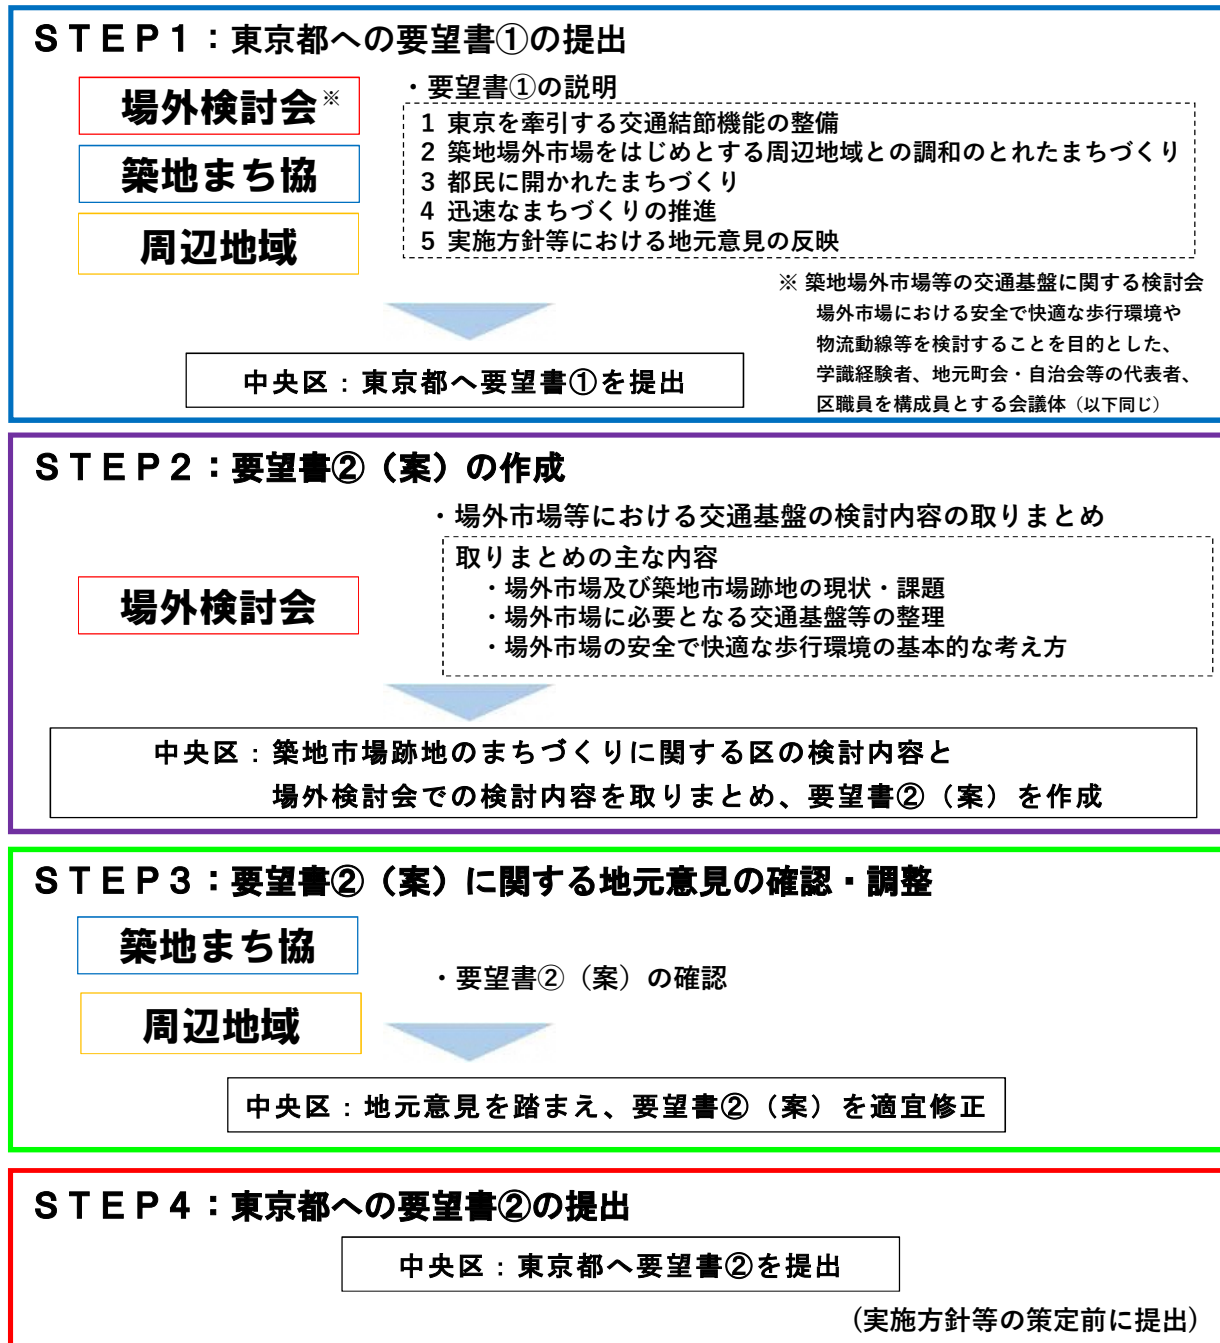 ＳＴＥＰ１：東京都への要望書①の提出
場外検討会※
築地まち協
周辺地域
・要望書①の説明
1 東京を牽引する交通結節機能の整備
2 築地場外市場をはじめとする周辺地域との調和のとれたまちづくり
3 都民に開かれたまちづくり
4 迅速なまちづくりの推進
5 実施方針等における地元意見の反映
※ 築地場外市場等の交通基盤に関する検討会
場外市場における安全で快適な歩行環境や
物流動線等を検討することを目的とした、
学識経験者、地元町会・自治会等の代表者、
区職員を構成員とする会議体（以下同じ）
中央区：東京都へ要望書①を提出
ＳＴＥＰ２：要望書②（案）の作成
・場外市場等における交通基盤の検討内容の取りまとめ
取りまとめの主な内容
・場外市場及び築地市場跡地の現状・課題
・場外市場に必要となる交通基盤等の整理
・場外市場の安全で快適な歩行環境の基本的な考え方
場外検討会
中央区：築地市場跡地のまちづくりに関する区の検討内容と
場外検討会での検討内容を取りまとめ、要望書②（案）を作成
ＳＴＥＰ３：要望書②（案）に関する地元意見の確認・調整
築地まち協
周辺地域
・要望書②（案）の確認
中央区：地元意見を踏まえ、要望書②（案）を適宜修正
ＳＴＥＰ４：東京都への要望書②の提出
中央区：東京都へ要望書②を提出
(実施方針等の策定前に提出)